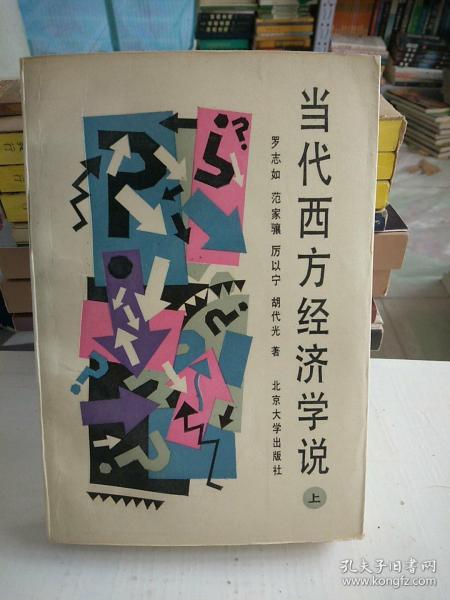 当代西方经济学说
上
罗志如 范家骧 厉以宁 胡代光 著
北京大学出版社
孔夫子旧书网
www.kongfz.com